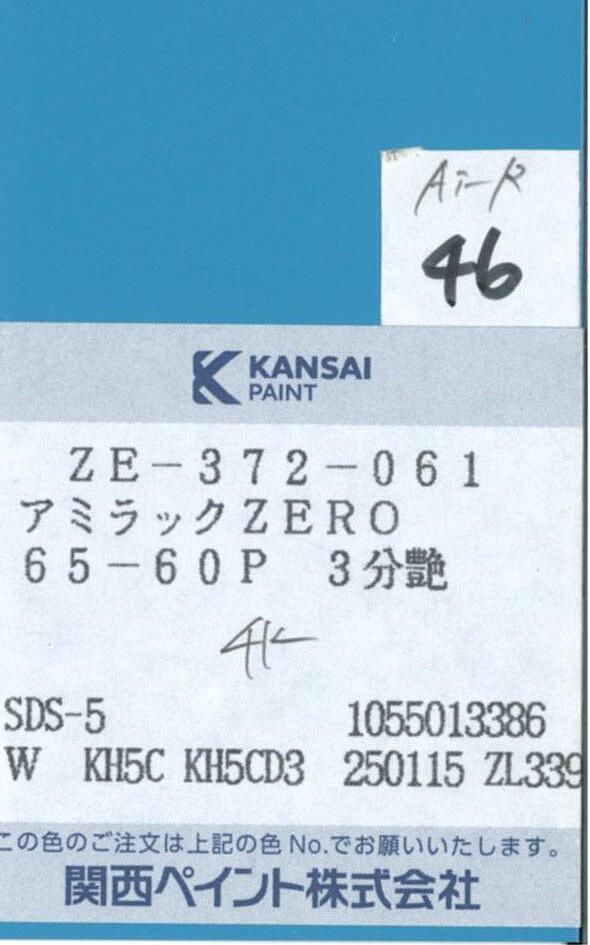 46
KANSAI
PAINT
ZE-372-061
アミラックZERO
65-60P 3分艶
SDS-5 1055013386
W KH5C KH5CD3 250115 ZL339
この色のご注文は上記の色No.でお願いいたします。
関西ペイント株式会社